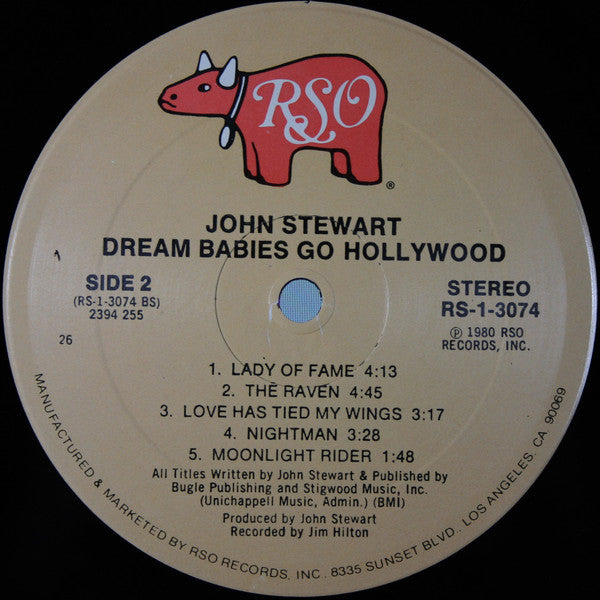 RSO
®
JOHN STEWART
DREAM BABIES GO HOLLYWOOD
SIDE 2
(RS-1-3074 BS)
2394 255
STEREO
RS-1-3074
℗ 1980 RSO
RECORDS, INC.
26
1. LADY OF FAME 4:13
2. THE RAVEN 4:45
3. LOVE HAS TIED MY WINGS 3:17
4. NIGHTMAN 3:28
5. MOONLIGHT RIDER 1:48
All Titles Written by John Stewart & Published by
Bugle Publishing and Stigwood Music, Inc.
(Unichappell Music, Admin.) (BMI)
Produced by John Stewart
Recorded by Jim Hilton
MANUFACTURED & MARKETED BY RSO RECORDS, INC. 8335 SUNSET BLVD., LOS ANGELES, CA 90069